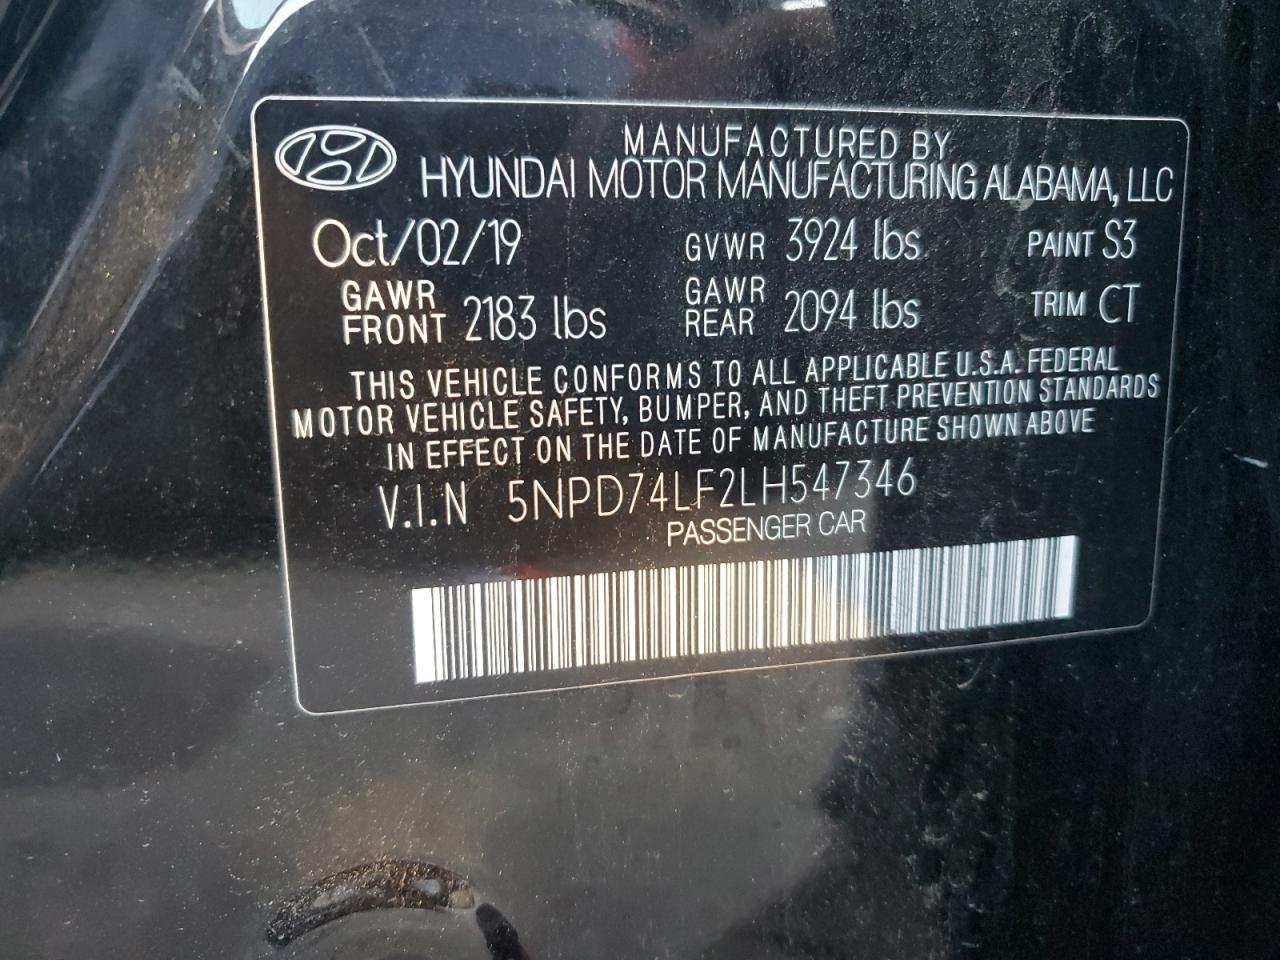 MANUFACTURED BY
HYUNDAI MOTOR MANUFACTURING ALABAMA, LLC
Oct/02/19 GVWR 3924 lbs PAINT S3
GAWR FRONT 2183 lbs GAWR REAR 2094 lbs TRIM CT
THIS VEHICLE CONFORMS TO ALL APPLICABLE U.S.A. FEDERAL
MOTOR VEHICLE SAFETY, BUMPER, AND THEFT PREVENTION STANDARDS
IN EFFECT ON THE DATE OF MANUFACTURE SHOWN ABOVE
V.I.N 5NPD74LF2LH547346
PASSENGER CAR